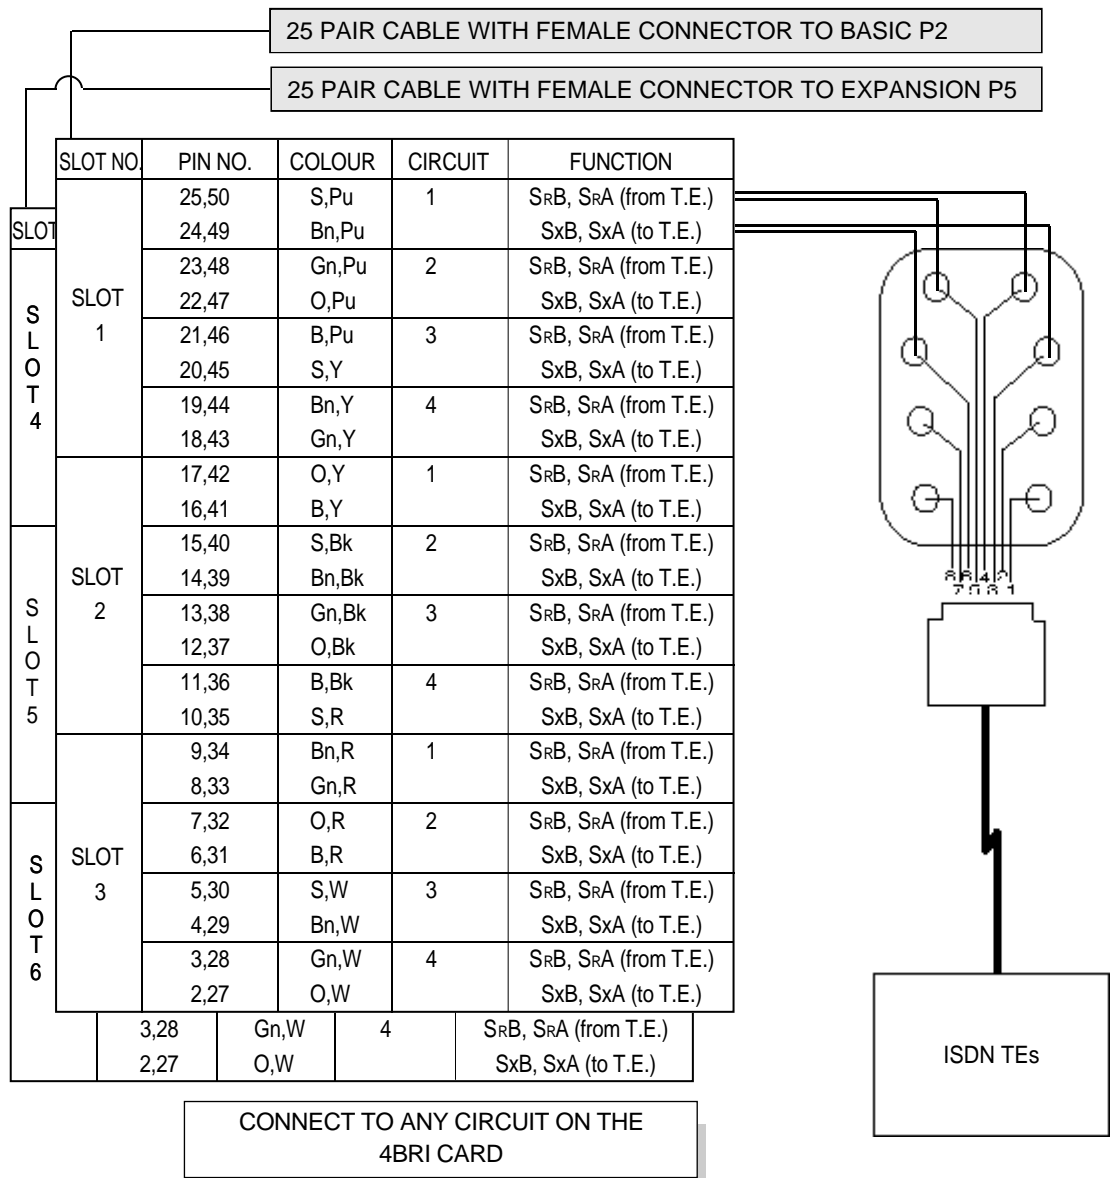 25 PAIR CABLE WITH FEMALE CONNECTOR TO BASIC P2
25 PAIR CABLE WITH FEMALE CONNECTOR TO EXPANSION P5
SLOT NO. PIN NO. COLOUR CIRCUIT FUNCTION
SLOT 1
25,50 S,Pu 1 SRB, SRA (from T.E.)
24,49 Bn,Pu SxB, SxA (to T.E.)
23,48 Gn,Pu 2 SRB, SRA (from T.E.)
22,47 O,Pu SxB, SxA (to T.E.)
21,46 B,Pu 3 SRB, SRA (from T.E.)
20,45 S,Y SxB, SxA (to T.E.)
19,44 Bn,Y 4 SRB, SRA (from T.E.)
18,43 Gn,Y SxB, SxA (to T.E.)
SLOT 2
17,42 O,Y 1 SRB, SRA (from T.E.)
16,41 B,Y SxB, SxA (to T.E.)
15,40 S,Bk 2 SRB, SRA (from T.E.)
14,39 Bn,Bk SxB, SxA (to T.E.)
13,38 Gn,Bk 3 SRB, SRA (from T.E.)
12,37 O,Bk SxB, SxA (to T.E.)
11,36 B,Bk 4 SRB, SRA (from T.E.)
10,35 S,R SxB, SxA (to T.E.)
SLOT 3
9,34 Bn,R 1 SRB, SRA (from T.E.)
8,33 Gn,R SxB, SxA (to T.E.)
7,32 O,R 2 SRB, SRA (from T.E.)
6,31 B,R SxB, SxA (to T.E.)
5,30 S,W 3 SRB, SRA (from T.E.)
4,29 Bn,W SxB, SxA (to T.E.)
3,28 Gn,W 4 SRB, SRA (from T.E.)
2,27 O,W SxB, SxA (to T.E.)
SLOT
SLOT4
SLOT5
SLOT6
3,28 Gn,W 4 SRB, SRA (from T.E.)
2,27 O,W SxB, SxA (to T.E.)
8 6 4 2
7 5 3 1
ISDN TEs
CONNECT TO ANY CIRCUIT ON THE
4BRI CARD